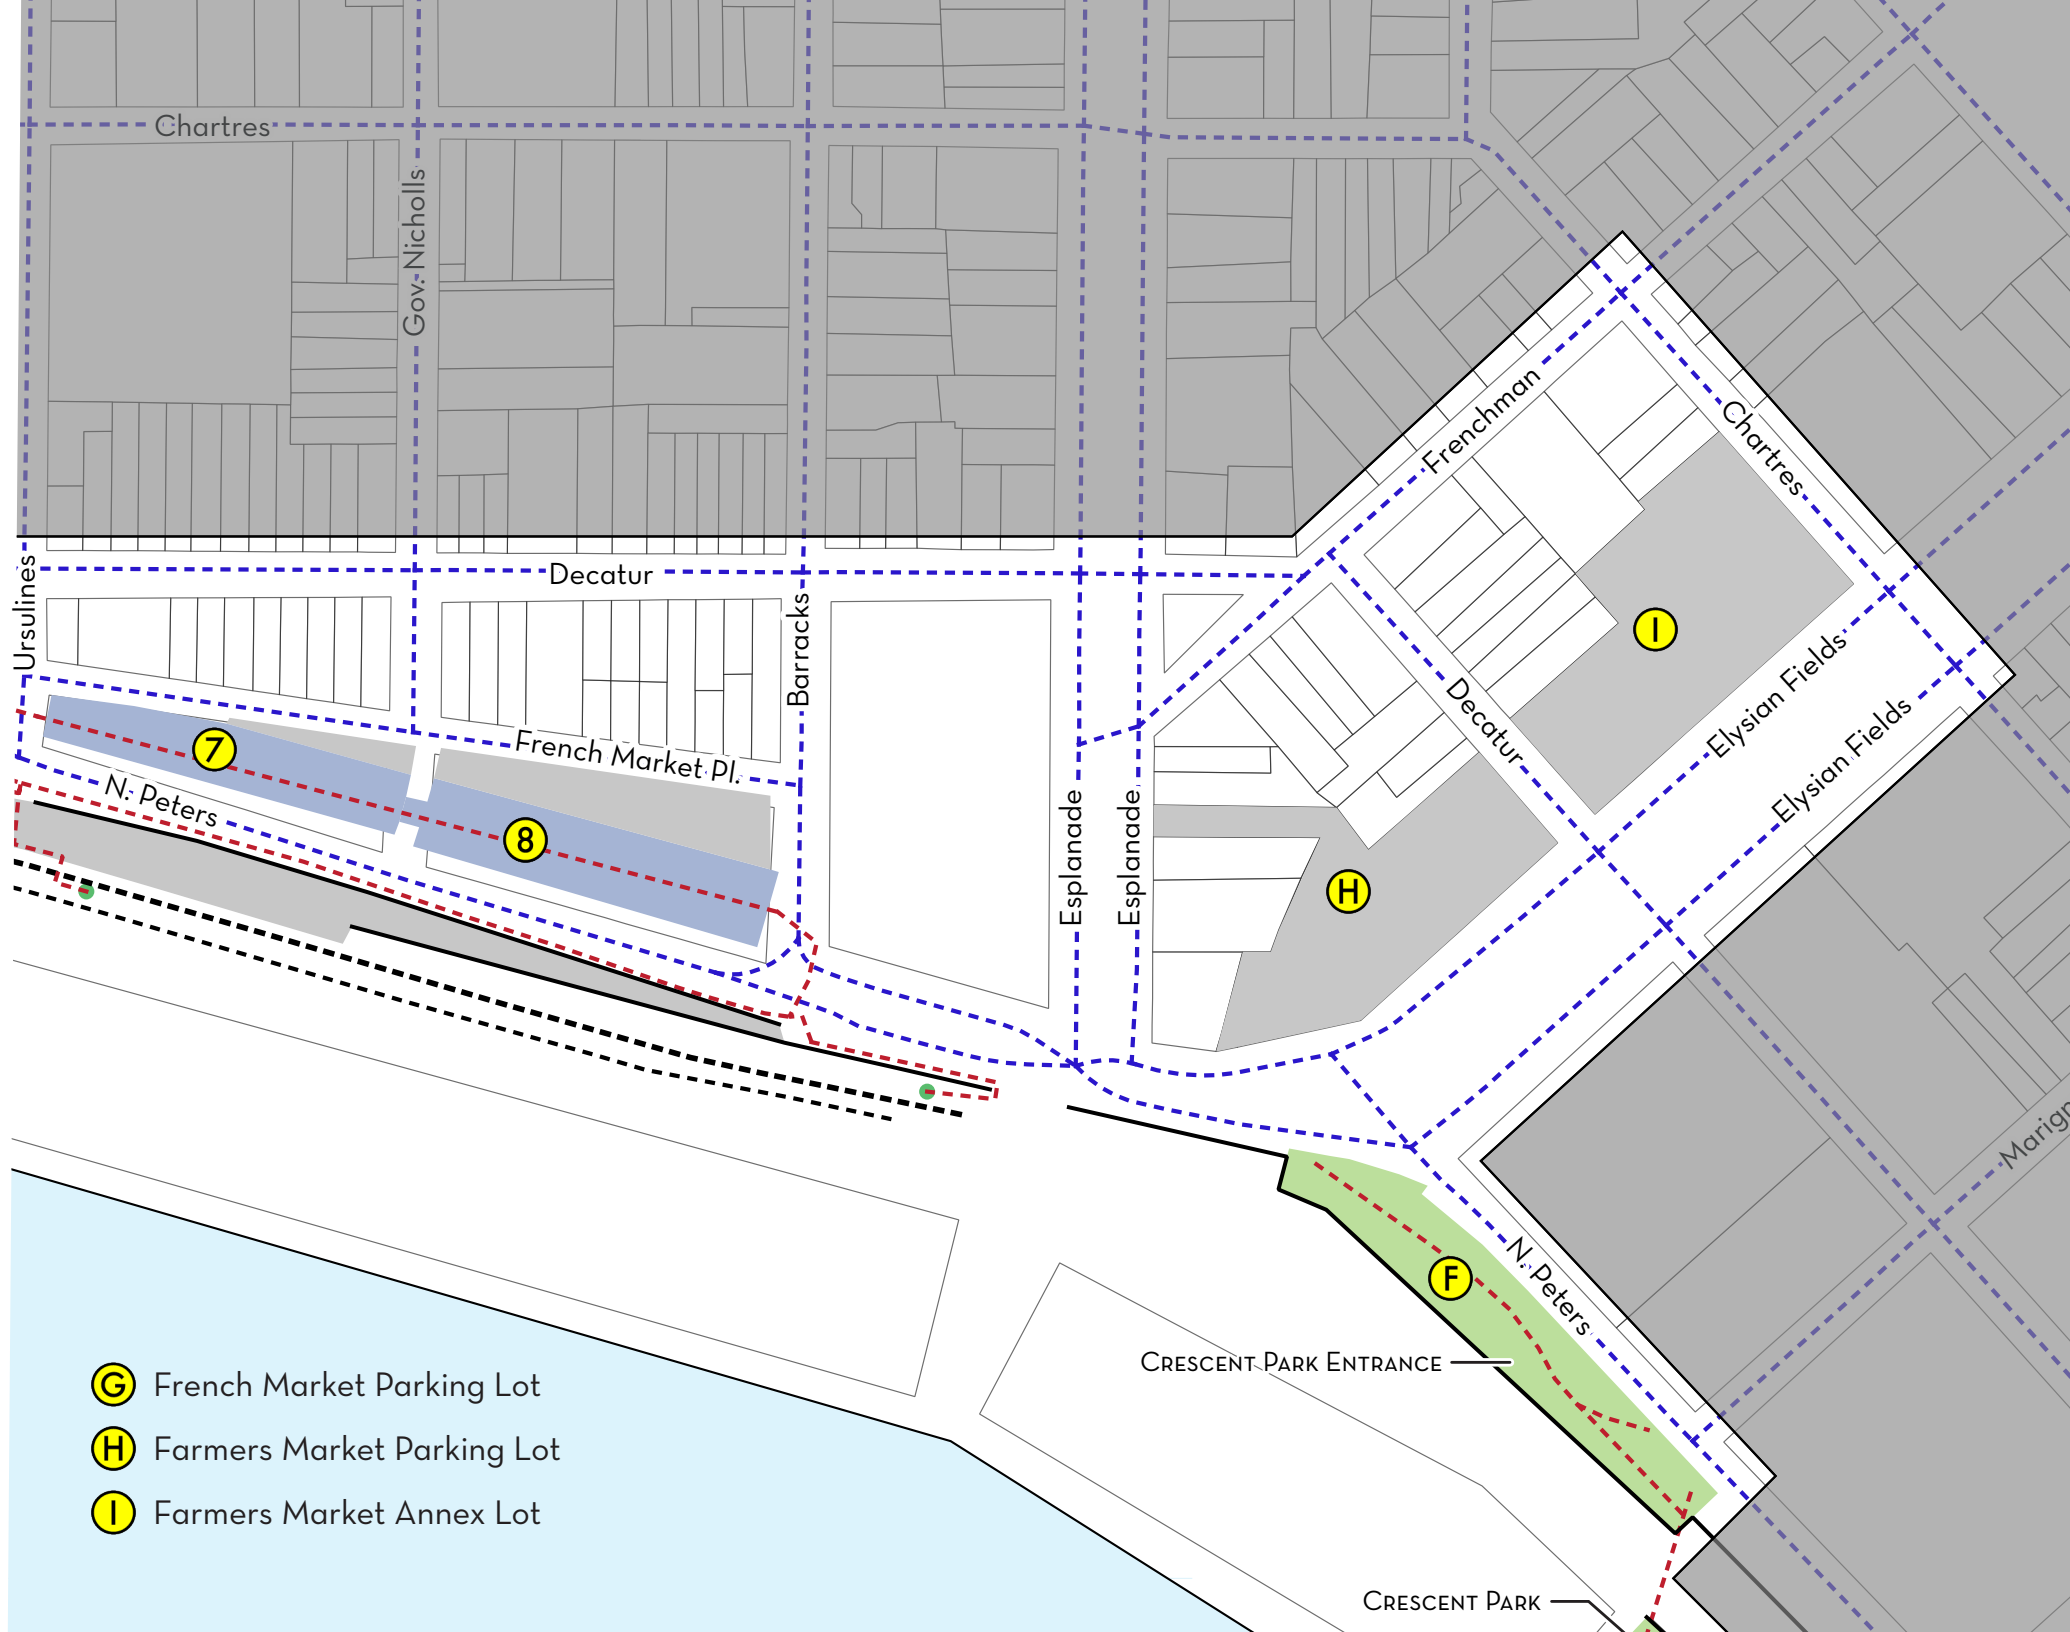 Chartres
Gov. Nicholls
Frenchman
Chartres
Ursulines
Decatur
Barracks
I
Elysian Fields
Decatur
Elysian Fields
7
French Market Pl.
N. Peters
8
Esplanade
Esplanade
H
F
N. Peters
Crescent Park Entrance
G French Market Parking Lot
H Farmers Market Parking Lot
I Farmers Market Annex Lot
Crescent Park